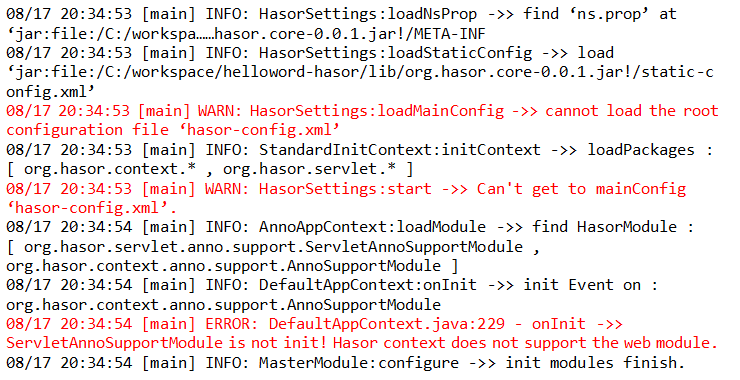 08/17 20:34:53 [main] INFO: HasorSettings:loadNsProp ->> find ‘ns.prop’ at
‘jar:file:/C:/workspa……hasor.core-0.0.1.jar!/META-INF
08/17 20:34:53 [main] INFO: HasorSettings:loadStaticConfig ->> load
‘jar:file:/C:/workspace/helloword-hasor/lib/org.hasor.core-0.0.1.jar!/static-c
onfig.xml’
08/17 20:34:53 [main] WARN: HasorSettings:loadMainConfig ->> cannot load the root
configuration file ‘hasor-config.xml’
08/17 20:34:53 [main] INFO: StandardInitContext:initContext ->> loadPackages :
[ org.hasor.context.* , org.hasor.servlet.* ]
08/17 20:34:53 [main] WARN: HasorSettings:start ->> Can't get to mainConfig
‘hasor-config.xml’.
08/17 20:34:54 [main] INFO: AnnoAppContext:loadModule ->> find HasorModule :
[ org.hasor.servlet.anno.support.ServletAnnoSupportModule ,
org.hasor.context.anno.support.AnnoSupportModule ]
08/17 20:34:54 [main] INFO: DefaultAppContext:onInit ->> init Event on :
org.hasor.context.anno.support.AnnoSupportModule
08/17 20:34:54 [main] ERROR: DefaultAppContext.java:229 - onInit ->>
ServletAnnoSupportModule is not init! Hasor context does not support the web module.
08/17 20:34:54 [main] INFO: MasterModule:configure ->> init modules finish.